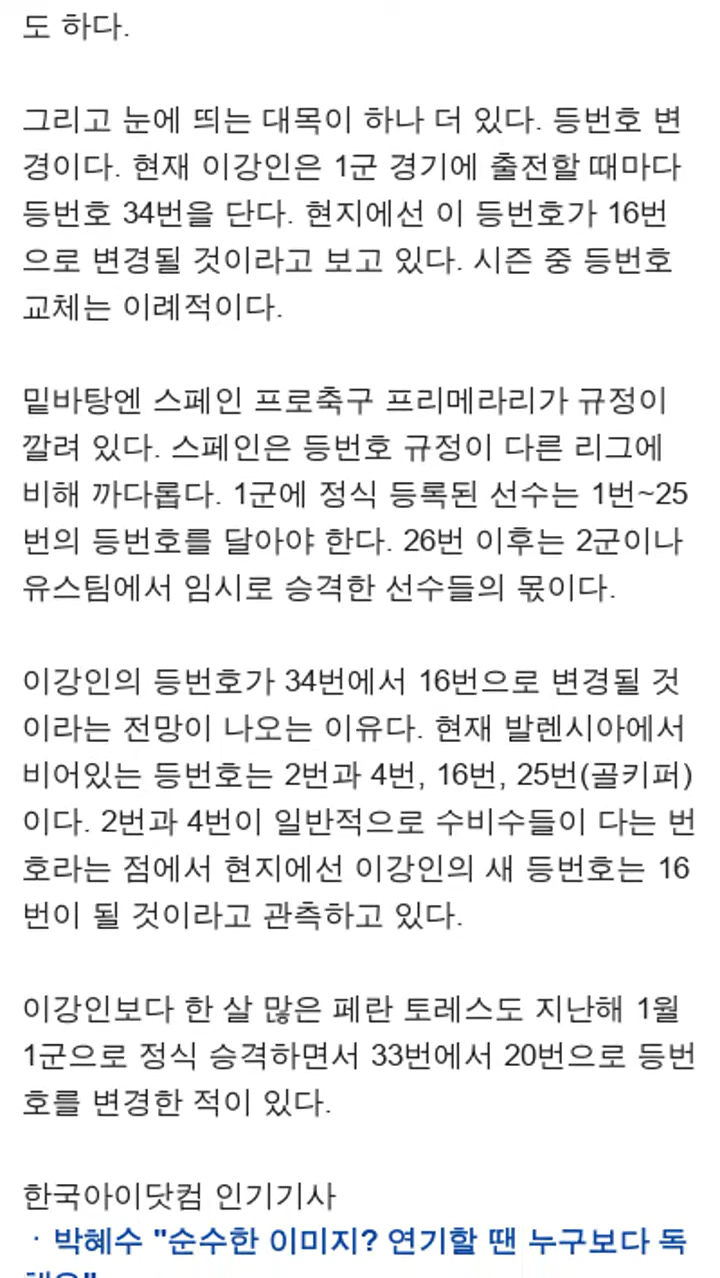 도 하다.
그리고 눈에 띄는 대목이 하나 더 있다. 등번호 변
경이다. 현재 이강인은 1군 경기에 출전할 때마다
등번호 34번을 단다. 현지에선 이 등번호가 16번
으로 변경될 것이라고 보고 있다. 시즌 중 등번호
교체는 이례적이다.
밑바탕엔 스페인 프로축구 프리메라리가 규정이
깔려 있다. 스페인은 등번호 규정이 다른 리그에
비해 까다롭다. 1군에 정식 등록된 선수는 1번~25
번의 등번호를 달아야 한다. 26번 이후는 2군이나
유스팀에서 임시로 승격한 선수들의 몫이다.
이강인의 등번호가 34번에서 16번으로 변경될 것
이라는 전망이 나오는 이유다. 현재 발렌시아에서
비어있는 등번호는 2번과 4번, 16번, 25번(골키퍼)
이다. 2번과 4번이 일반적으로 수비수들이 다는 번
호라는 점에서 현지에선 이강인의 새 등번호는 16
번이 될 것이라고 관측하고 있다.
이강인보다 한 살 많은 페란 토레스도 지난해 1월
1군으로 정식 승격하면서 33번에서 20번으로 등번
호를 변경한 적이 있다.
한국아이닷컴 인기기사
· 박혜수 "순수한 이미지? 연기할 땐 누구보다 독